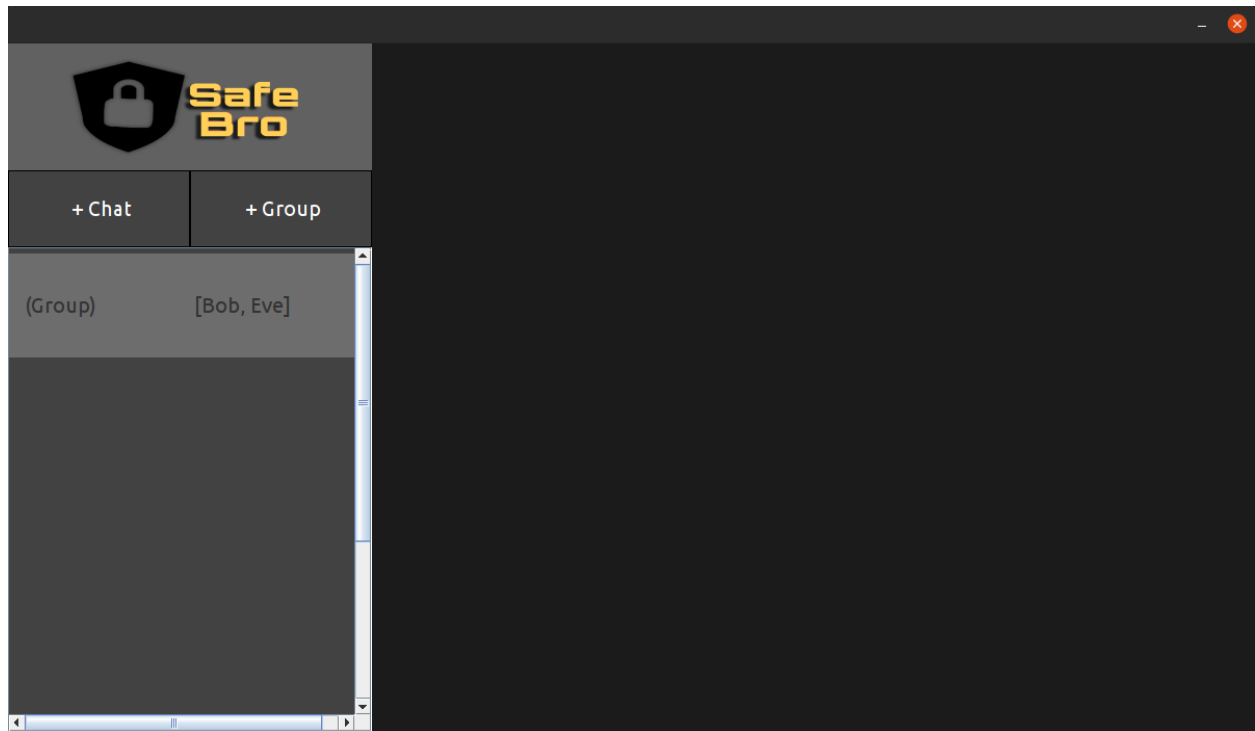 Safe
Bro
+ Chat + Group
(Group) [Bob, Eve]